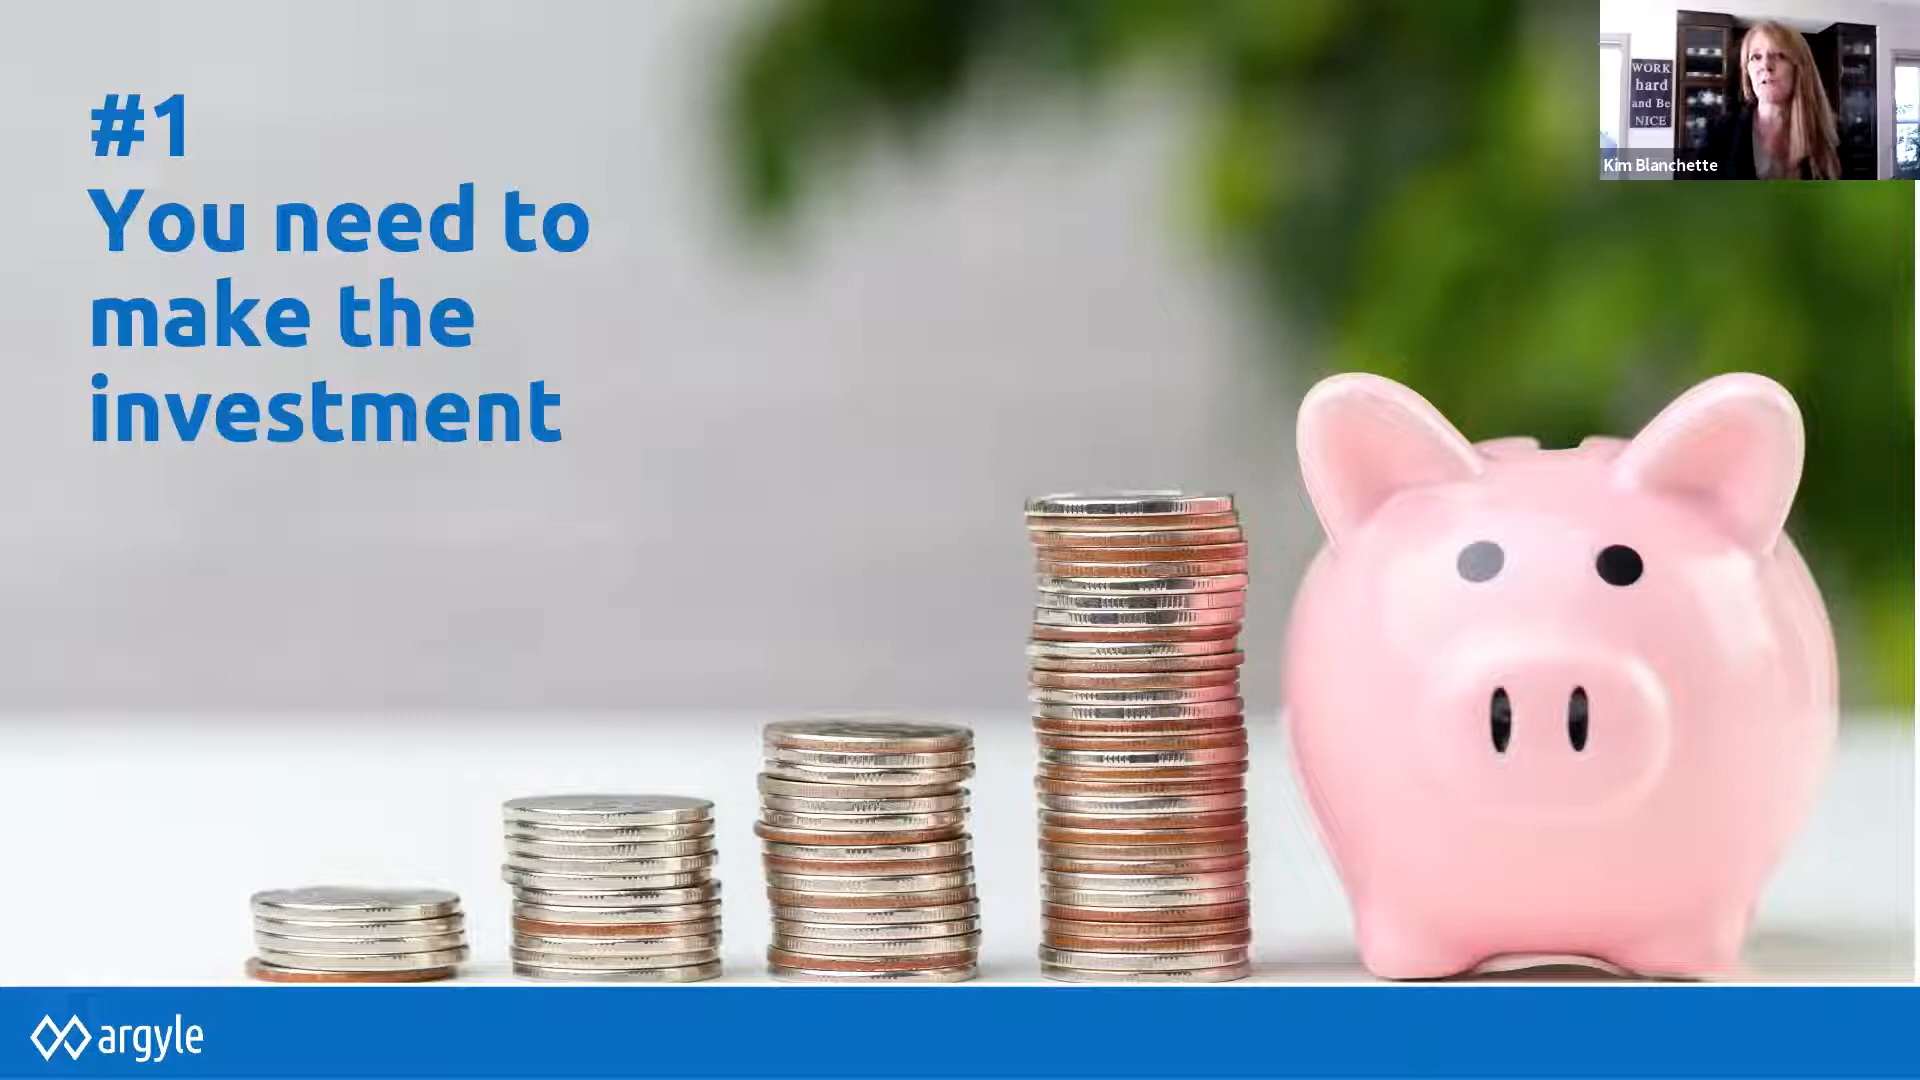 #1
You need to
make the
investment
WORK
hard
and Be
NICE
Kim Blanchette
argyle